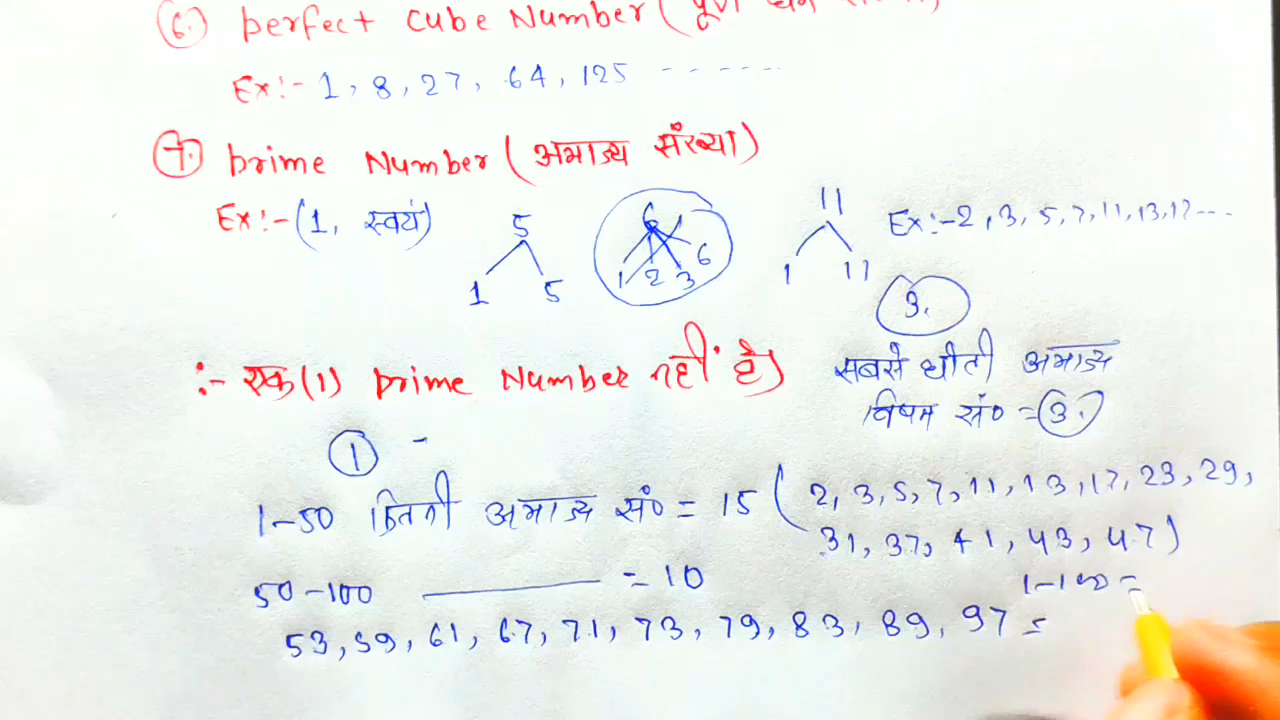 6. perfect Cube Number (पूर्ण घन
Ex:- 1, 8, 27, 64, 125 -------
7. prime Number (अभाज्य संख्या)
Ex:- (1, स्वयं) 5 6 11 Ex:- 2, 3, 5, 7, 11, 13, 17 ---
1 5 1 2 3 6 1 11
3.
:- एक (1) prime Number नहीं है। सबसे छोती अभाज्य
विषम सं० = 3.
1 -
1-50 कितनी अभाज्य सं० = 15 (2, 3, 5, 7, 11, 13, 17, 23, 29,
31, 37, 41, 43, 47)
50-100 ______ = 10 1-100 =
53, 59, 61, 67, 71, 73, 79, 83, 89, 97 =